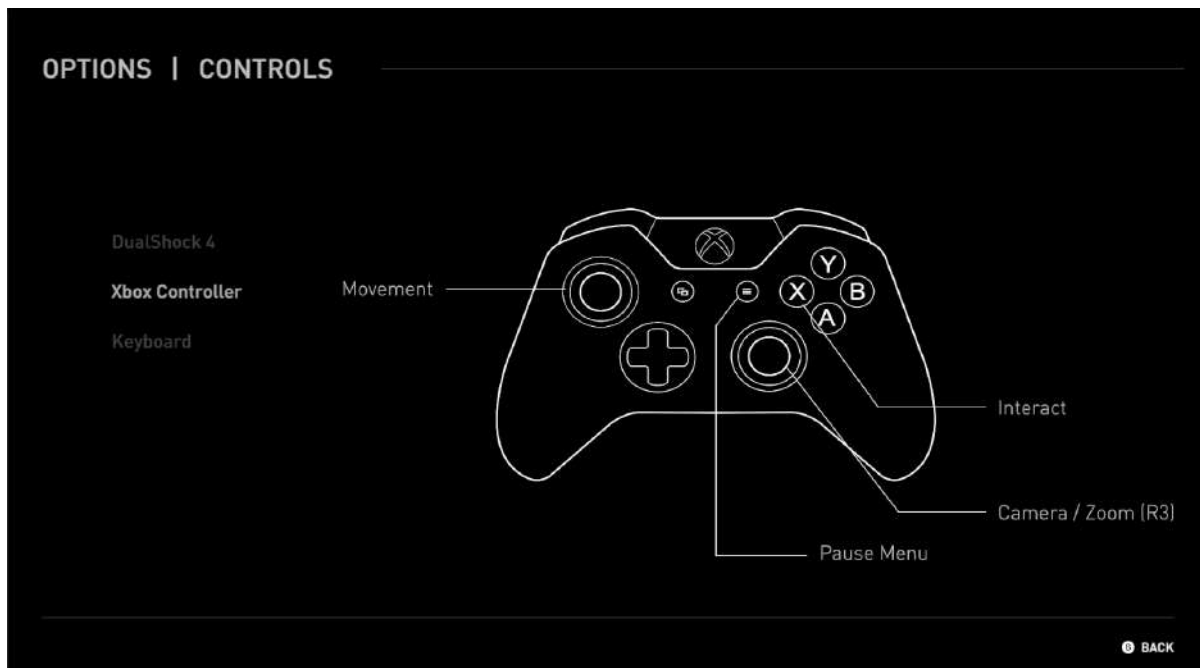 OPTIONS | CONTROLS
DualShock 4
Xbox Controller
Keyboard
Movement
Y
X
B
A
Interact
Camera / Zoom (R3)
Pause Menu
B BACK